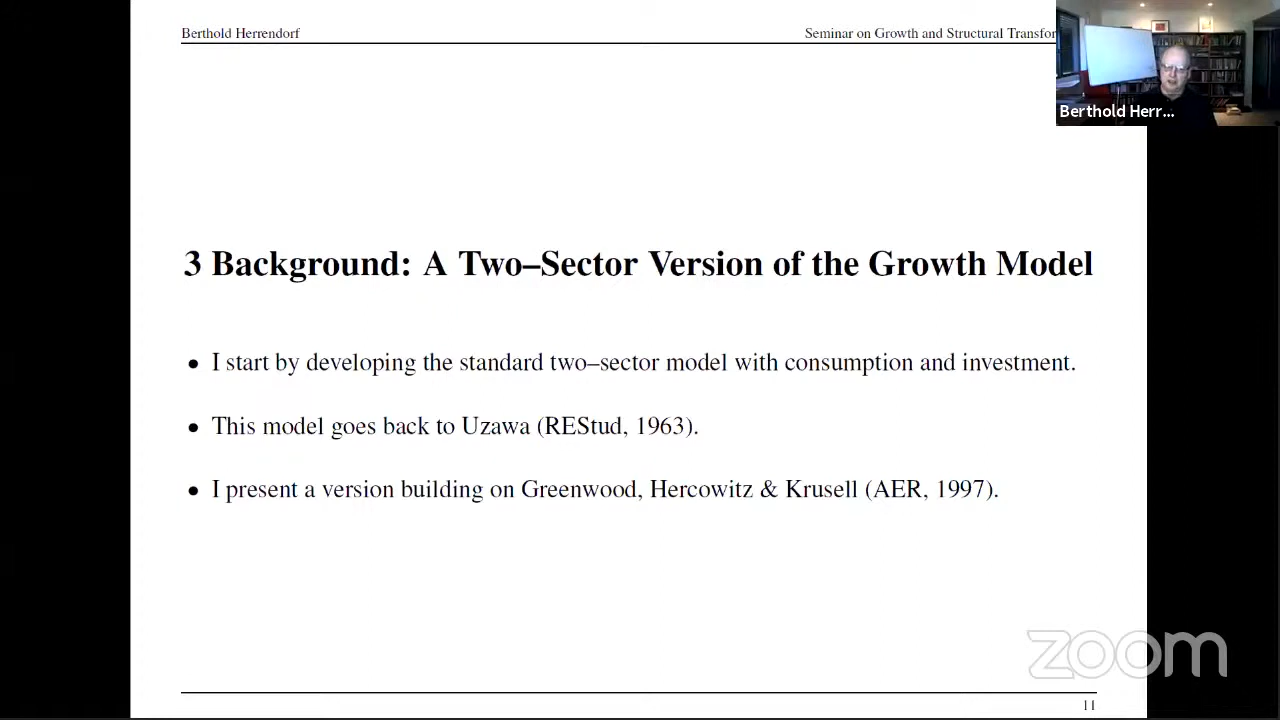 Berthold Herrendorf
Seminar on Growth and Structural Transfor
Berthold Herr...
3 Background: A Two–Sector Version of the Growth Model
• I start by developing the standard two–sector model with consumption and investment.
• This model goes back to Uzawa (REStud, 1963).
• I present a version building on Greenwood, Hercowitz & Krusell (AER, 1997).
zoom
11